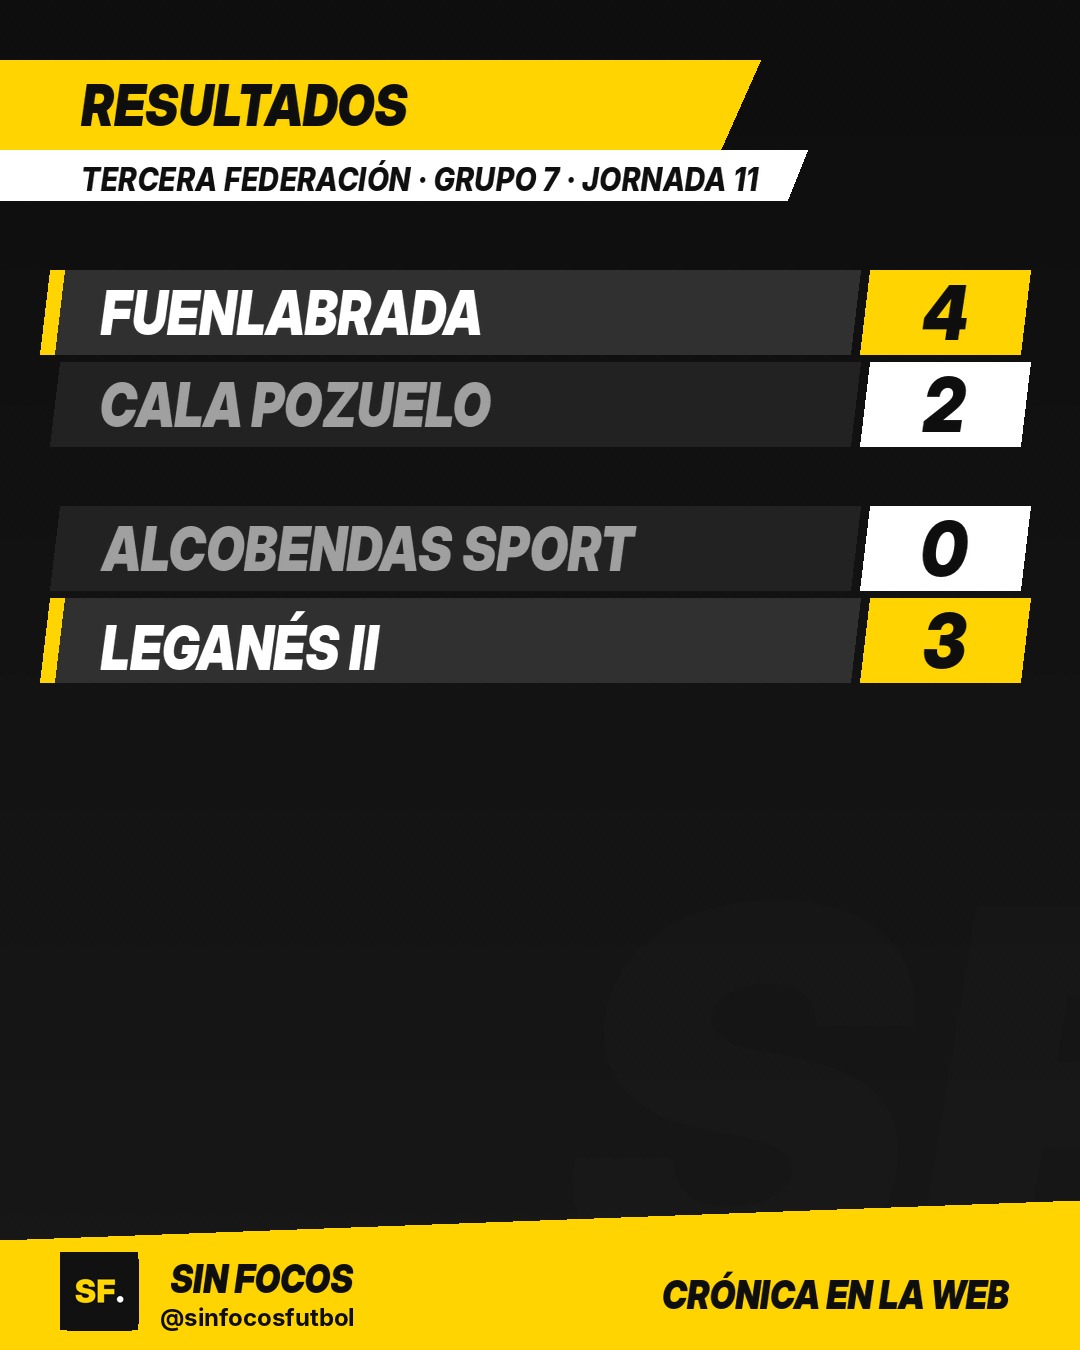 RESULTADOS
TERCERA FEDERACIÓN · GRUPO 7 · JORNADA 11
FUENLABRADA 4
CALA POZUELO 2
ALCOBENDAS SPORT 0
LEGANÉS II 3
SF
SF. SIN FOCOS
@sinfocosfutbol
CRÓNICA EN LA WEB